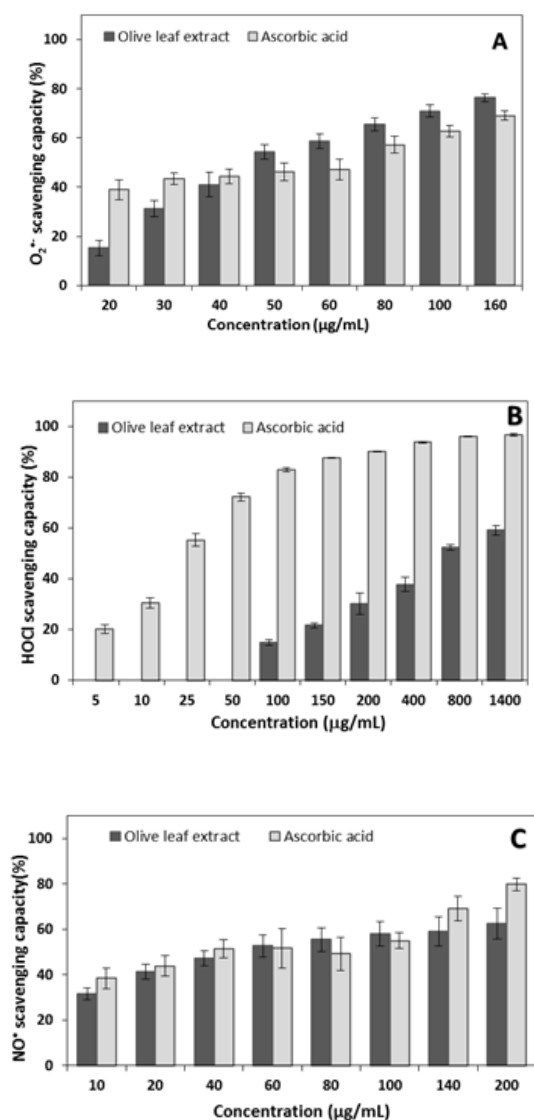 A
Olive leaf extract Ascorbic acid
O₂•- scavenging capacity (%)
100
80
60
40
20
0
20 30 40 50 60 80 100 160
Concentration (µg/mL)
B
Olive leaf extract Ascorbic acid
HOCl scavenging capacity (%)
100
80
60
40
20
0
5 10 25 50 100 150 200 400 800 1400
Concentration (µg/mL)
C
Olive leaf extract Ascorbic acid
NO• scavenging capacity(%)
100
80
60
40
20
0
10 20 40 60 80 100 140 200
Concentration (µg/mL)